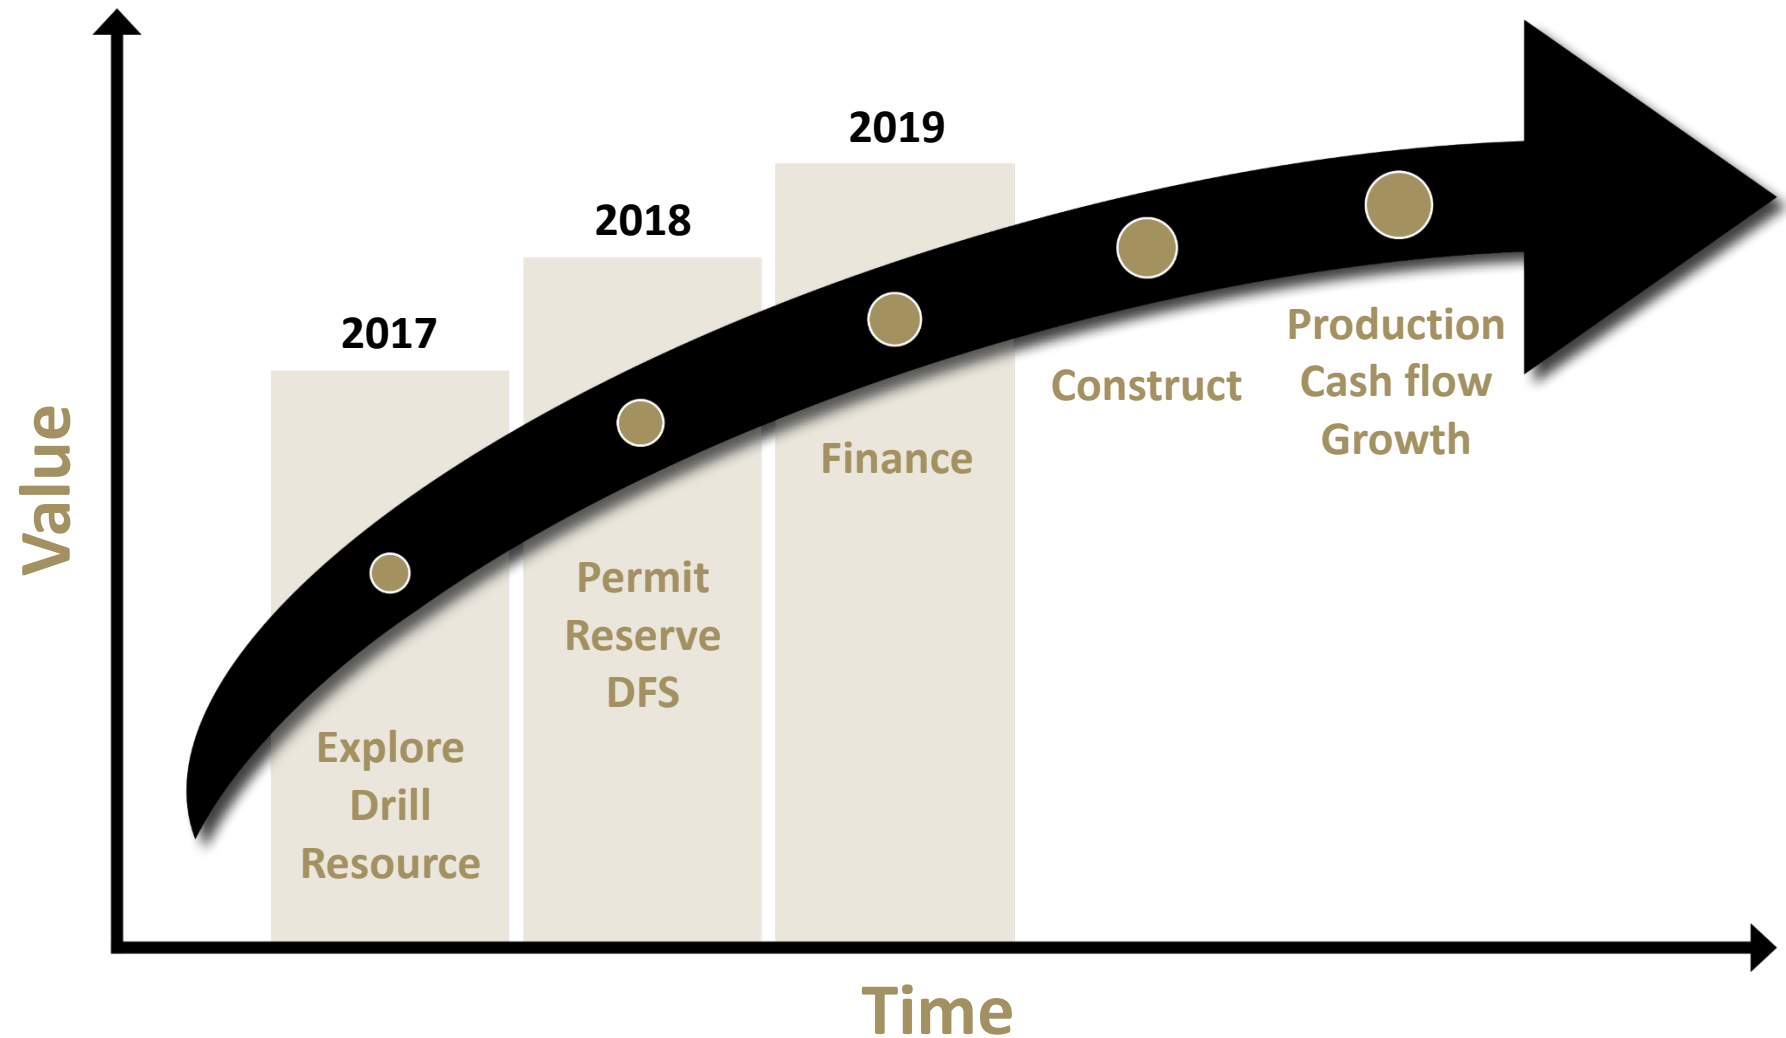 2019
2018
2017
Value
Production
Cash flow
Growth
Construct
Finance
Permit
Reserve
DFS
Explore
Drill
Resource
Time